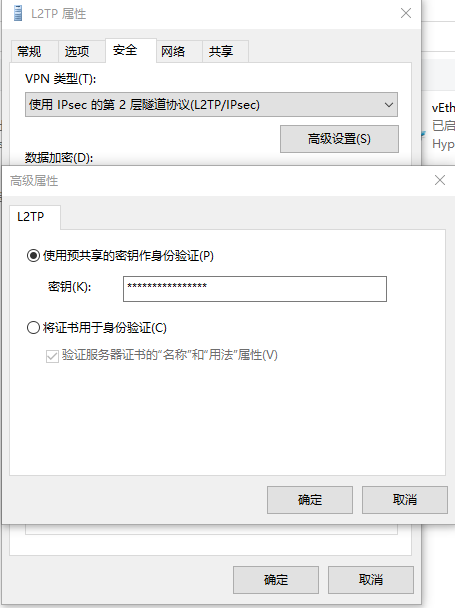 L2TP 属性
常规 选项 安全 网络 共享
VPN 类型(T):
使用 IPsec 的第 2 层隧道协议(L2TP/IPsec)
高级设置(S)
数据加密(D):
vEth
已启
Hyp
高级属性
L2TP
使用预共享的密钥作身份验证(P)
密钥(K): ****************
将证书用于身份验证(C)
验证服务器证书的“名称”和“用法”属性(V)
确定 取消
确定 取消